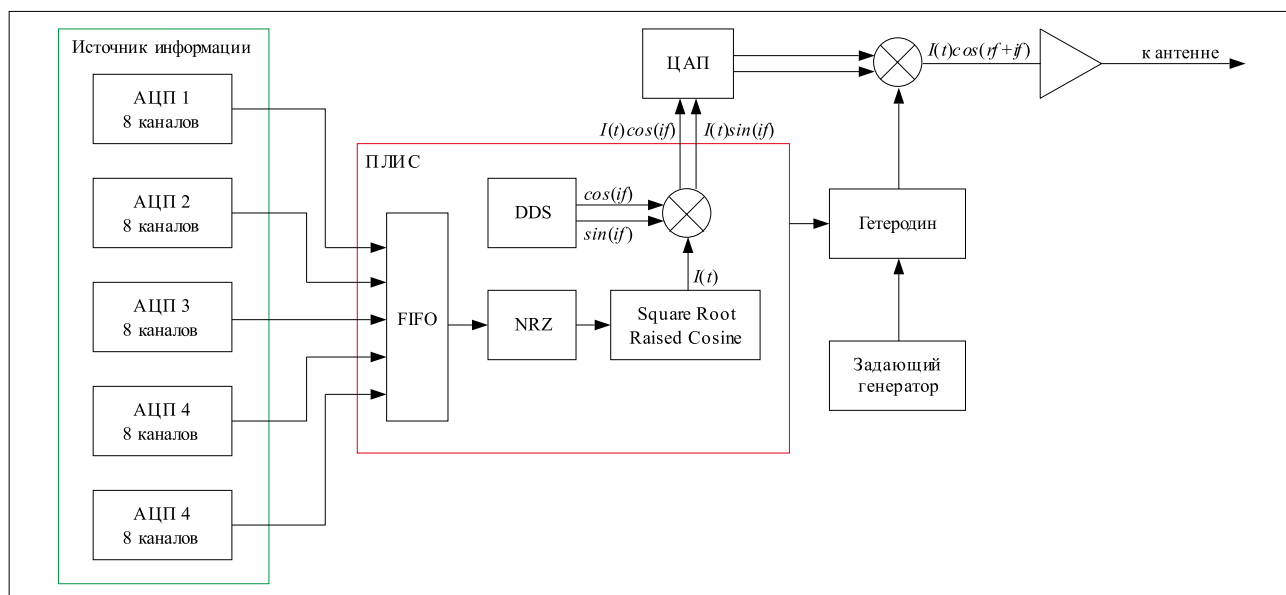 Источник информации
АЦП 1
8 каналов
АЦП 2
8 каналов
АЦП 3
8 каналов
АЦП 4
8 каналов
АЦП 4
8 каналов
ПЛИС
FIFO
DDS
cos(if)
sin(if)
NRZ
Square Root
Raised Cosine
I(t)
I(t)cos(if)
I(t)sin(if)
ЦАП
I(t)cos(rf+if)
к антенне
Гетеродин
Задающий
генератор